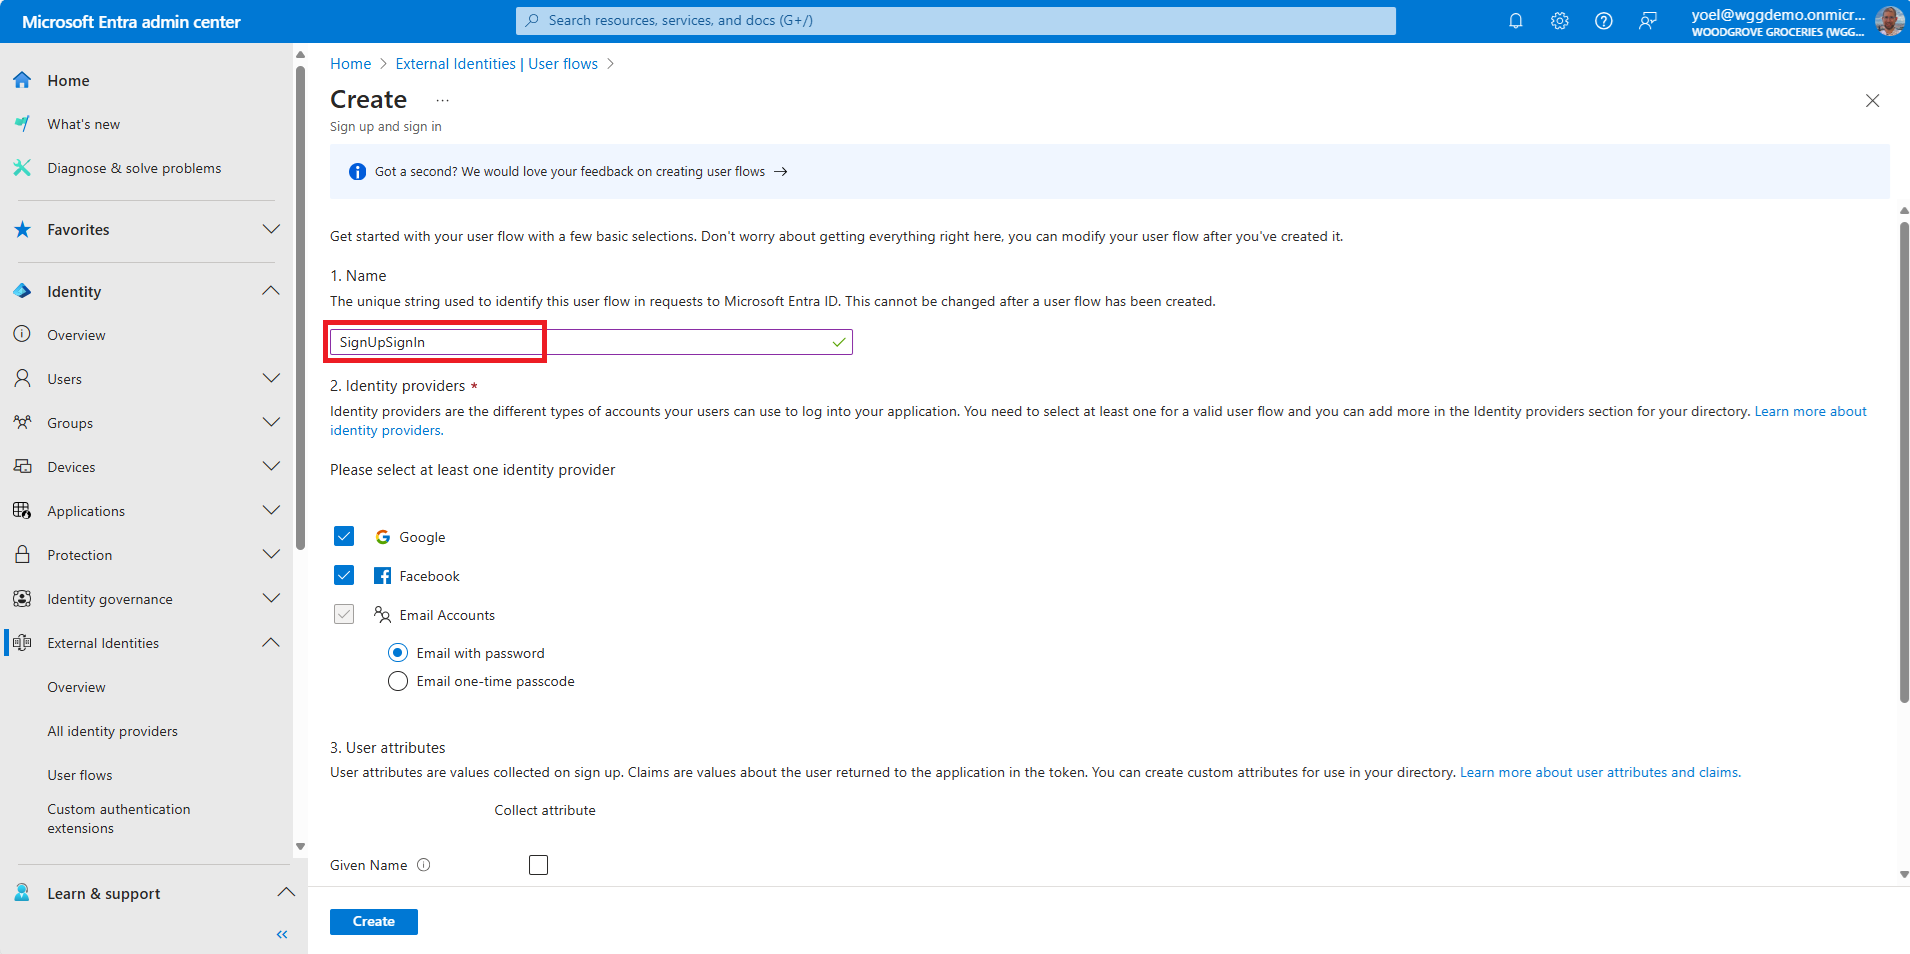 Microsoft Entra admin center
Search resources, services, and docs (G+/)
yoel@wggdemo.onmicr...
WOODGROVE GROCERIES (WGG...
Home
What's new
Diagnose & solve problems
Favorites
Identity
Overview
Users
Groups
Devices
Applications
Protection
Identity governance
External Identities
Overview
All identity providers
User flows
Custom authentication
extensions
Learn & support
Home > External Identities | User flows >
Create ...
Sign up and sign in
Got a second? We would love your feedback on creating user flows →
Get started with your user flow with a few basic selections. Don't worry about getting everything right here, you can modify your user flow after you've created it.
1. Name
The unique string used to identify this user flow in requests to Microsoft Entra ID. This cannot be changed after a user flow has been created.
SignUpSignIn
2. Identity providers *
Identity providers are the different types of accounts your users can use to log into your application. You need to select at least one for a valid user flow and you can add more in the Identity providers section for your directory. Learn more about
identity providers.
Please select at least one identity provider
Google
Facebook
Email Accounts
Email with password
Email one-time passcode
3. User attributes
User attributes are values collected on sign up. Claims are values about the user returned to the application in the token. You can create custom attributes for use in your directory. Learn more about user attributes and claims.
Collect attribute
Given Name
Create